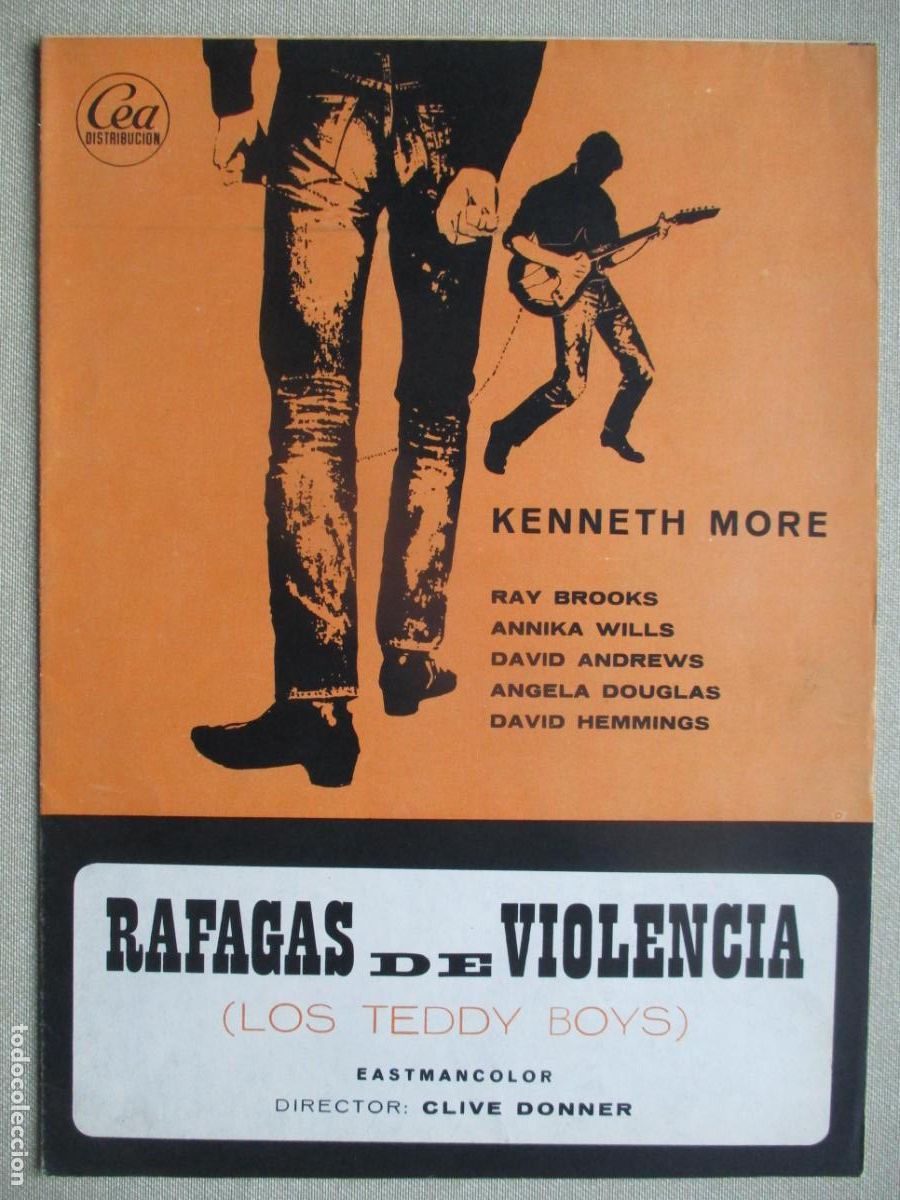 Cea
DISTRIBUCION
KENNETH MORE
RAY BROOKS
ANNIKA WILLS
DAVID ANDREWS
ANGELA DOUGLAS
DAVID HEMMINGS
RAFAGAS DE VIOLENCIA
(LOS TEDDY BOYS)
EASTMANCOLOR
DIRECTOR: CLIVE DONNER
todocoleccion